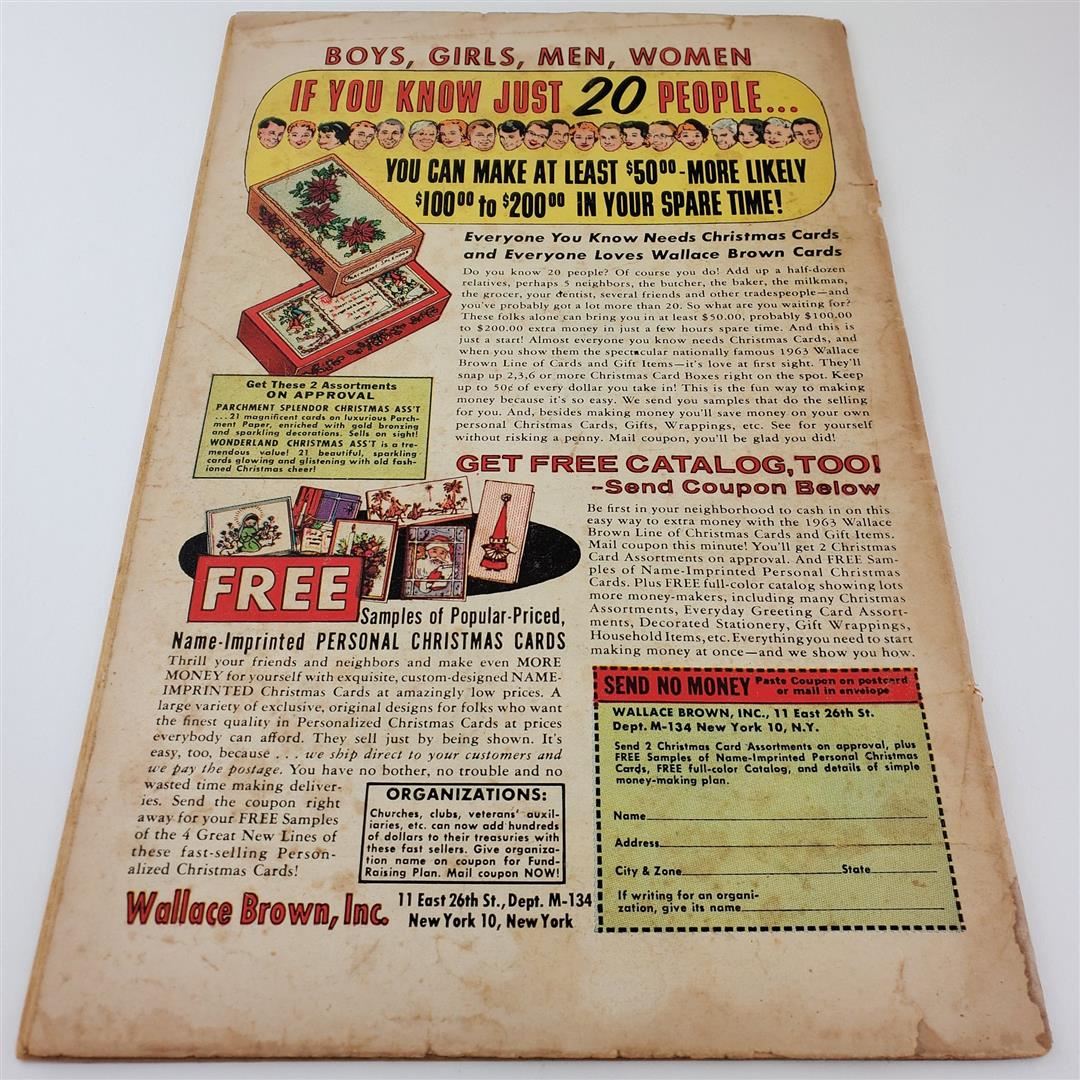 BOYS, GIRLS, MEN, WOMEN
IF YOU KNOW JUST 20 PEOPLE...
YOU CAN MAKE AT LEAST $50.00 - MORE LIKELY
$100.00 to $200.00 IN YOUR SPARE TIME!
PARCHMENT SPLENDOR
Everyone You Know Needs Christmas Cards
and Everyone Loves Wallace Brown Cards
Do you know 20 people? Of course you do! Add up a half-dozen
relatives, perhaps 5 neighbors, the butcher, the baker, the milkman,
the grocer, your dentist, several friends and other tradespeople—and
you've probably got a lot more than 20. So what are you waiting for?
These folks alone can bring you in at least $50.00, probably $100.00
to $200.00 extra money in just a few hours spare time. And this is
just a start! Almost everyone you know needs Christmas Cards, and
when you show them the spectacular nationally famous 1963 Wallace
Brown Line of Cards and Gift Items—it's love at first sight. They'll
snap up 2,3,6 or more Christmas Card Boxes right on the spot. Keep
up to 50¢ of every dollar you take in! This is the fun way to making
money because it's so easy. We send you samples that do the selling
for you. And, besides making money you'll save money on your own
personal Christmas Cards, Gifts, Wrappings, etc. See for yourself
without risking a penny. Mail coupon, you'll be glad you did!
Get These 2 Assortments
ON APPROVAL
PARCHMENT SPLENDOR CHRISTMAS ASS'T
...21 magnificent cards on luxurious Parch-
ment Paper, enriched with gold bronzing
and sparkling decorations. Sells on sight!
WONDERLAND CHRISTMAS ASS'T is a tre-
mendous value! 21 beautiful, sparkling
cards glowing and glistening with old fash-
ioned Christmas cheer!
GET FREE CATALOG, TOO!
-Send Coupon Below
Be first in your neighborhood to cash in on this
easy way to extra money with the 1963 Wallace
Brown Line of Christmas Cards and Gift Items.
Mail coupon this minute! You'll get 2 Christmas
Card Assortments on approval. And FREE Sam-
ples of Name-Imprinted Personal Christmas
Cards. Plus FREE full-color catalog showing lots
more money-makers, including many Christmas
Assortments, Everyday Greeting Card Assort-
ments, Decorated Stationery, Gift Wrappings,
Household Items, etc. Everything you need to start
making money at once—and we show you how.
FREE
Samples of Popular-Priced,
Name-Imprinted PERSONAL CHRISTMAS CARDS
Thrill your friends and neighbors and make even MORE
MONEY for yourself with exquisite, custom-designed NAME-
IMPRINTED Christmas Cards at amazingly low prices. A
large variety of exclusive, original designs for folks who want
the finest quality in Personalized Christmas Cards at prices
everybody can afford. They sell just by being shown. It's
easy, too, because . . . we ship direct to your customers and
we pay the postage. You have no bother, no trouble and no
wasted time making deliver-
ies. Send the coupon right
away for your FREE Samples
of the 4 Great New Lines of
these fast-selling Person-
alized Christmas Cards!
ORGANIZATIONS:
Churches, clubs, veterans' auxil-
iaries, etc. can now add hundreds
of dollars to their treasuries with
these fast sellers. Give organiza-
tion name on coupon for Fund-
Raising Plan. Mail coupon NOW!
Wallace Brown, Inc.
11 East 26th St., Dept. M-134
New York 10, New York
SEND NO MONEY
Paste Coupon on postcard
or mail in envelope
WALLACE BROWN, INC., 11 East 26th St.
Dept. M-134 New York 10, N.Y.
Send 2 Christmas Card Assortments on approval, plus
FREE Samples of Name-Imprinted Personal Christmas
Cards, FREE full-color Catalog, and details of simple
money-making plan.
Name
Address
City & Zone State
If writing for an organi-
zation, give its name